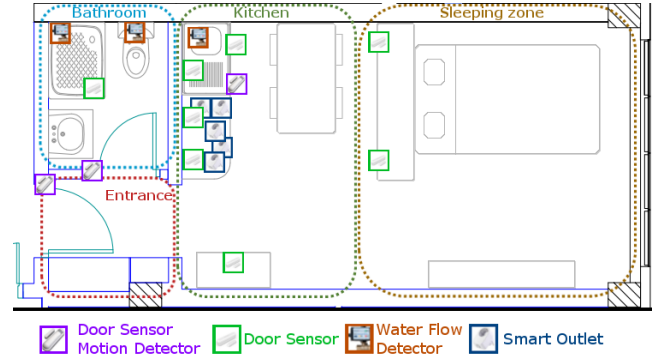 Bathroom
Kitchen
Sleeping zone
Entrance
Door Sensor
Motion Detector
Door Sensor
Water Flow
Detector
Smart Outlet